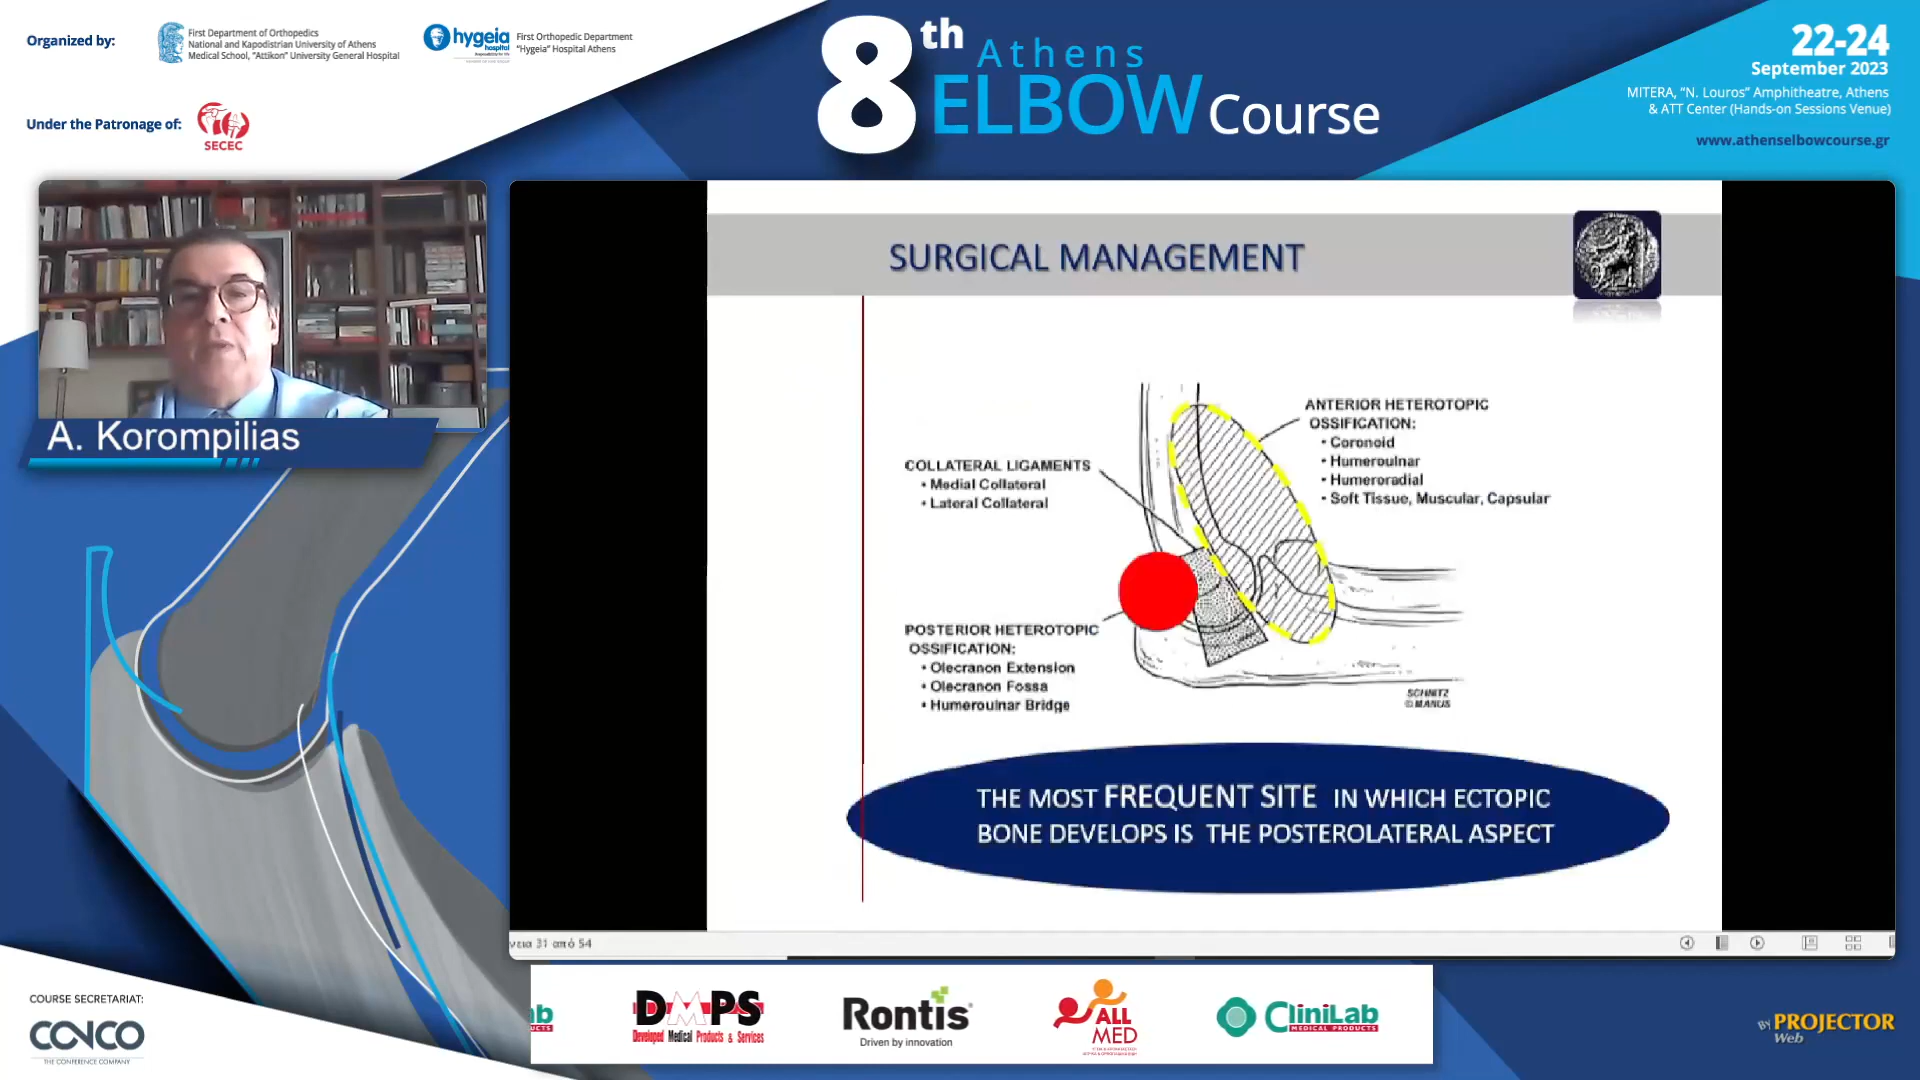 Organized by:
First Department of Orthopedics
National and Kapodistrian University of Athens
Medical School, "Attikon" University General Hospital
hygeia
hospital
First Orthopedic Department
"Hygeia" Hospital Athens
Under the Patronage of:
SECEC
8th Athens
ELBOW Course
22-24
September 2023
MITERA, "N. Louros" Amphitheatre, Athens
& ATT Center (Hands-on Sessions Venue)
www.athenselbowcourse.gr
A. Korompilias
SURGICAL MANAGEMENT
ANTERIOR HETEROTOPIC
OSSIFICATION:
• Coronoid
• Humeroulnar
• Humeroradial
• Soft Tissue, Muscular, Capsular
COLLATERAL LIGAMENTS
• Medial Collateral
• Lateral Collateral
POSTERIOR HETEROTOPIC
OSSIFICATION:
• Olecranon Extension
• Olecranon Fossa
• Humeroulnar Bridge
SCHNITZ
© MANUS
THE MOST FREQUENT SITE IN WHICH ECTOPIC
BONE DEVELOPS IS THE POSTEROLATERAL ASPECT
νεια 31 από 54
COURSE SECRETARIAT:
CONCO
THE CONFERENCE COMPANY
ab
DMPS
Developed Medical Products & Services
Rontis®
Driven by innovation
ALL
MED
CliniLab
MEDICAL PRODUCTS
BY PROJECTOR
Web